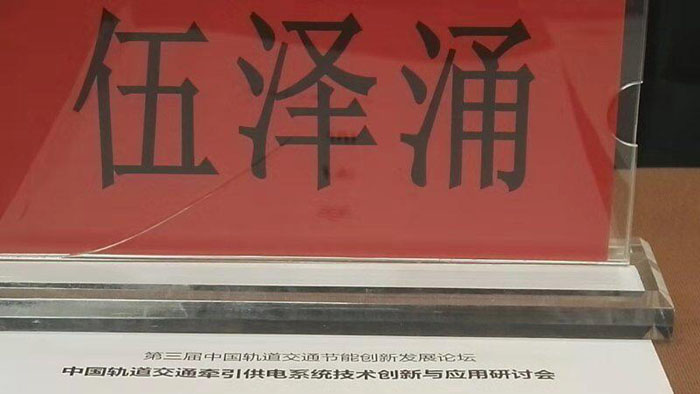 伍泽涌
第三届中国轨道交通节能创新发展论坛
中国轨道交通牵引供电系统技术创新与应用研讨会